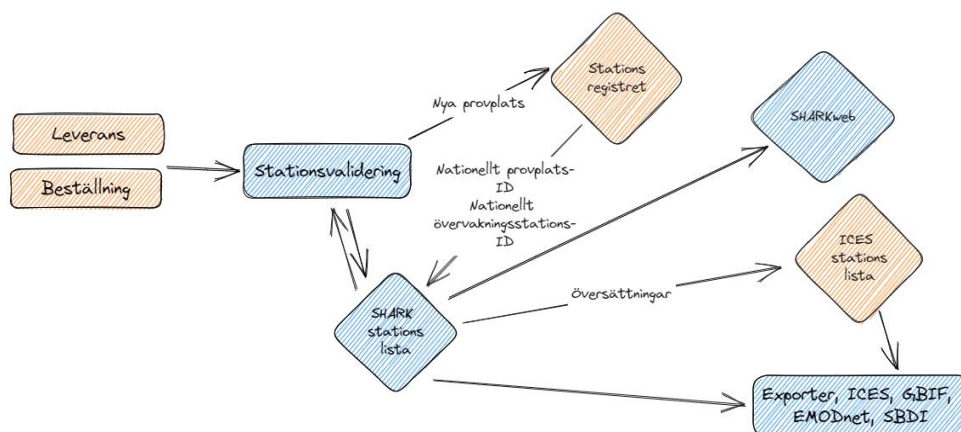 Stations
registret
Nya provplats
SHARKweb
Leverans
Stationsvalidering
Beställning
Nationellt provplats-
ID
Nationellt
övervakningsstations-
ID
ICES
stations
lista
Översättningar
SHARK
stations
lista
Exporter, ICES, GBIF,
EMODnet, SBDI